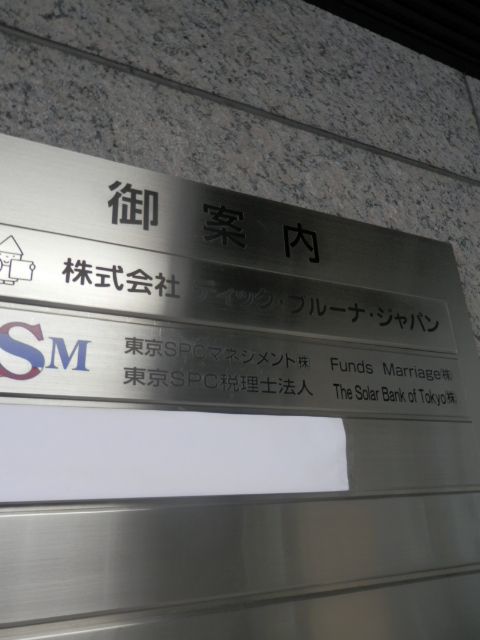 御案内
株式会社 ディック・ブルーナ・ジャパン
SM
東京SPCマネジメント㈱ Funds Marriage㈱
東京SPC税理士法人 The Solar Bank of Tokyo㈱